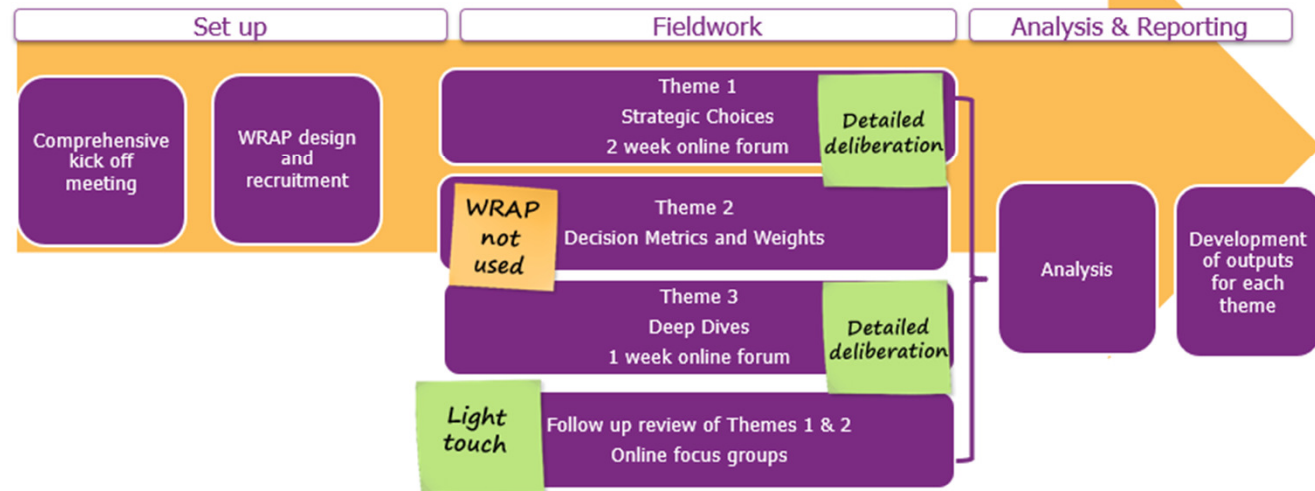 Set up
Fieldwork
Analysis & Reporting
Comprehensive
kick off
meeting
WRAP design
and
recruitment
Theme 1
Strategic Choices
2 week online forum
Detailed
deliberation
WRAP
not
used
Theme 2
Decision Metrics and Weights
Theme 3
Deep Dives
1 week online forum
Detailed
deliberation
Light
touch
Follow up review of Themes 1 & 2
Online focus groups
Analysis
Development
of outputs
for each
theme